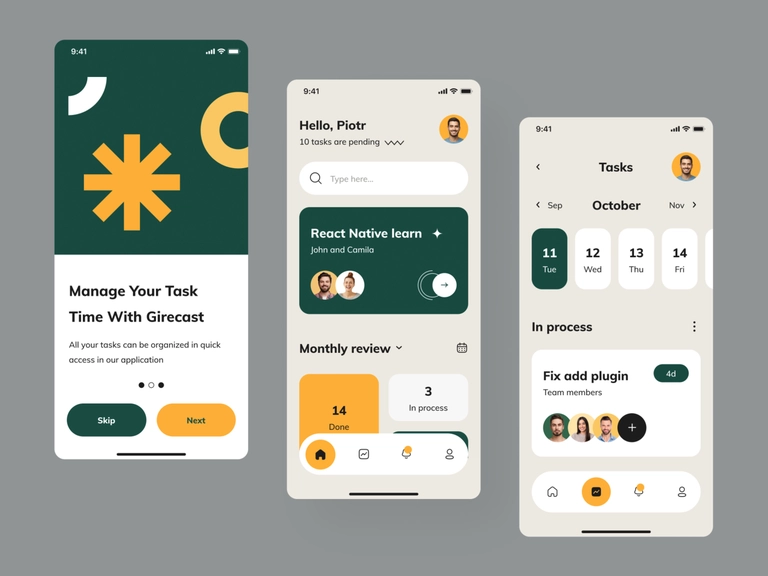 9:41
Manage Your Task
Time With Girecast
All your tasks can be organized in quick
access in our application
Skip
Next
9:41
Hello, Piotr
10 tasks are pending
Type here...
React Native learn
John and Camila
Monthly review
14
Done
3
In process
9:41
Tasks
Sep
October
Nov
11
Tue
12
Wed
13
Thu
14
Fri
In process
Fix add plugin
4d
Team members